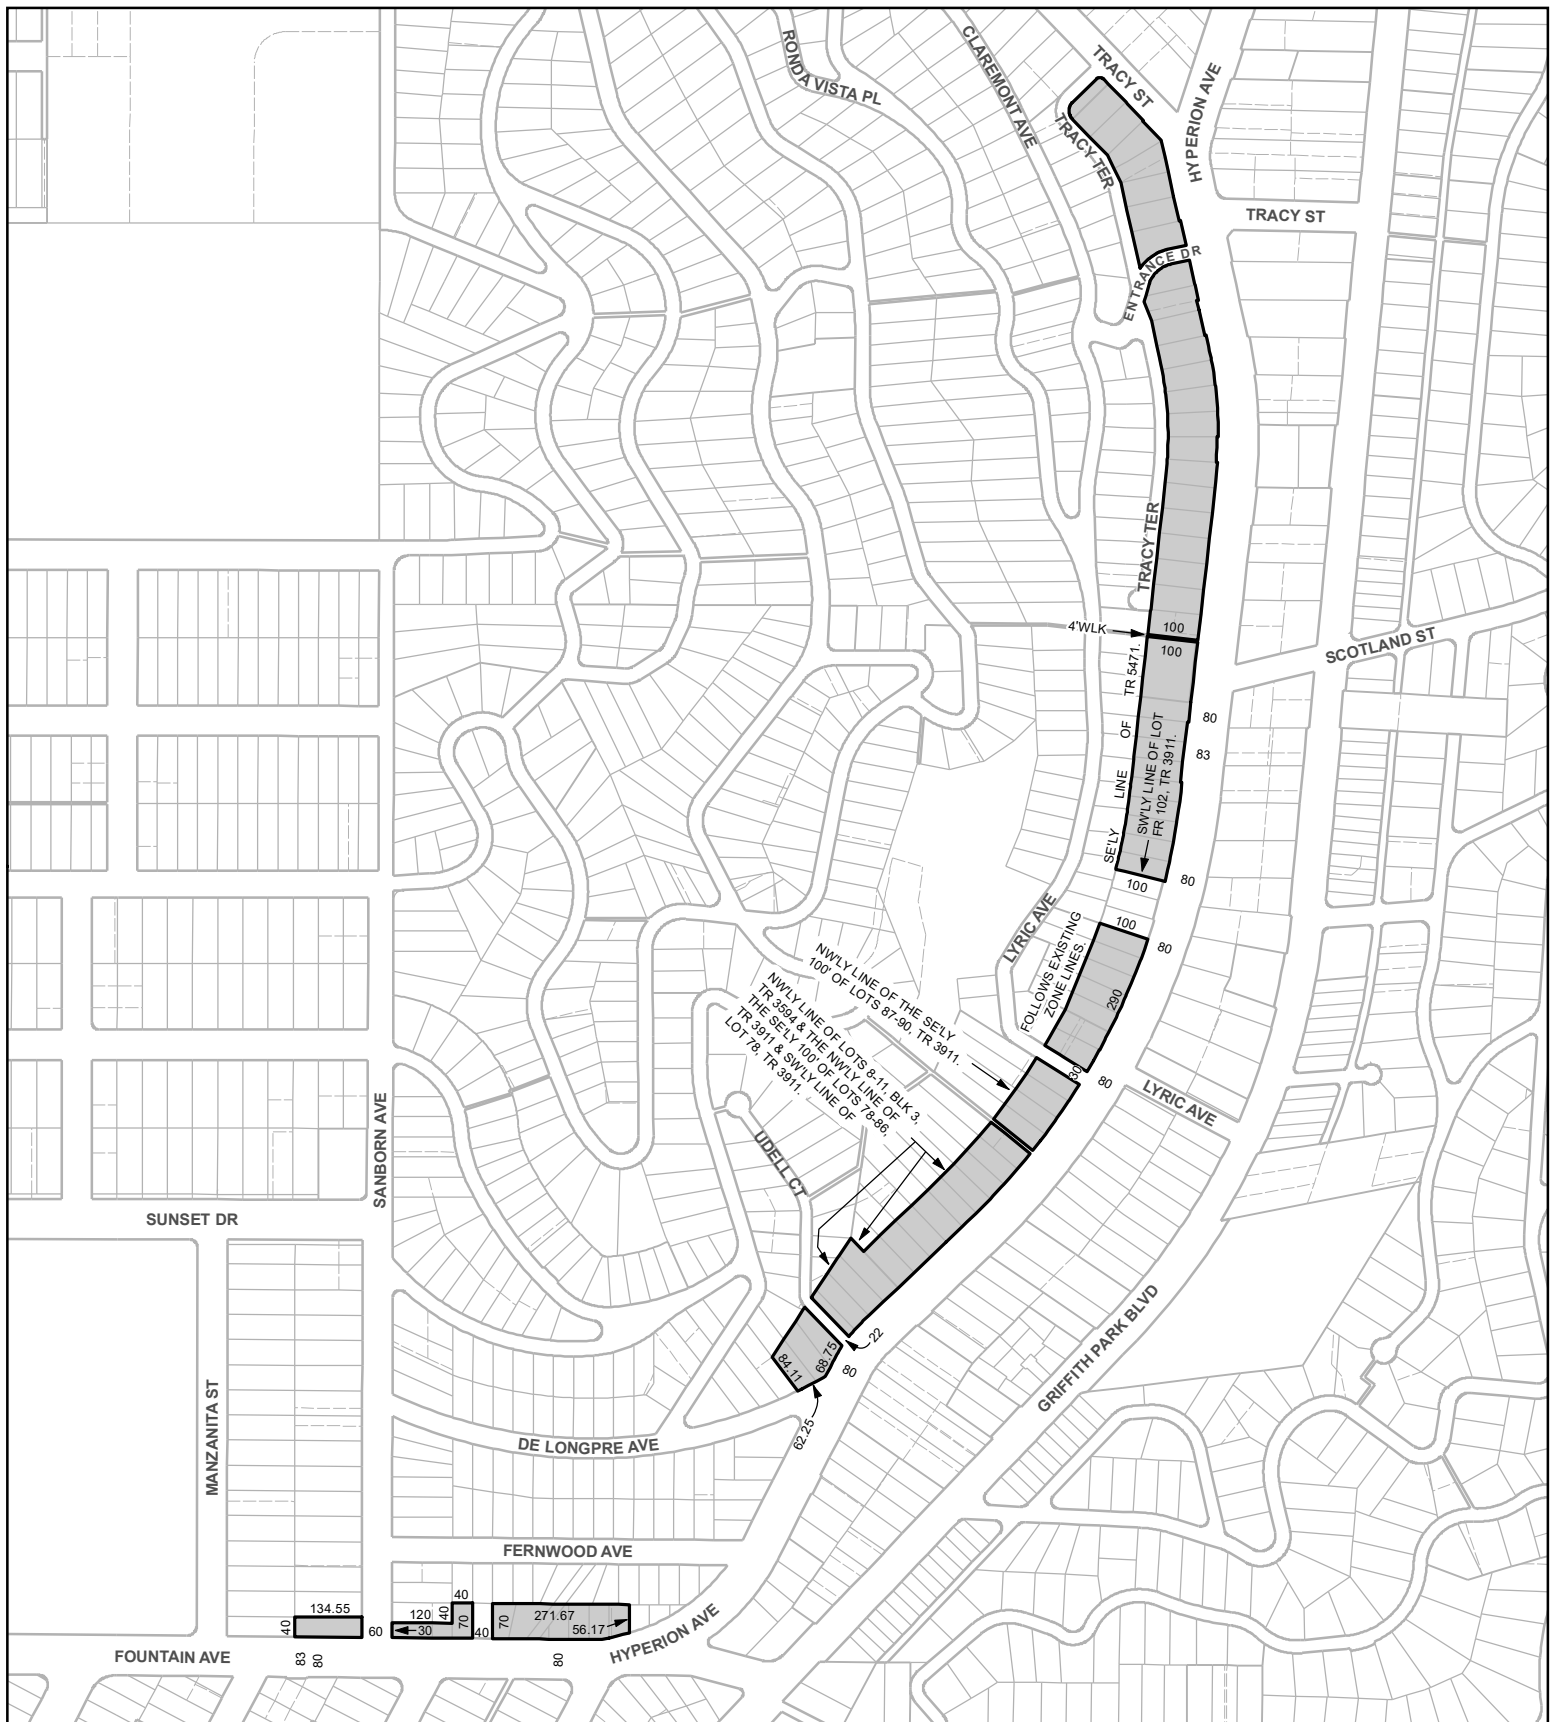 RONDA VISTA PL
CLAREMONT AVE
TRACY ST
HYPERION AVE
TRACY TER
TRACY ST
ENTRANCE DR
TRACY TER
4'WLK
100
100
SCOTLAND ST
SE'LY LINE OF TR 5471.
SW'LY LINE OF LOT
FR 102, TR 3911.
80
83
100
80
LYRIC AVE
100
80
FOLLOWS EXISTING
ZONE LINES.
290
NW'LY LINE OF THE SE'LY
100' OF LOTS 87-90, TR 3911.
NW'LY LINE OF LOTS 8-11, BLK 3,
TR 3594 & THE NW'LY LINE OF
THE SE'LY 100' OF LOTS 78-86,
TR 3911 & SW'LY LINE OF
LOT 78, TR 3911.
30
80
LYRIC AVE
SANBORN AVE
UDELL CT
SUNSET DR
GRIFFITH PARK BLVD
22
84.11
68.75
80
62.25
MANZANITA ST
DE LONGPRE AVE
FERNWOOD AVE
134.55
40
60
120
30
40
40
70
40
70
271.67
56.17
HYPERION AVE
FOUNTAIN AVE
83
80
80